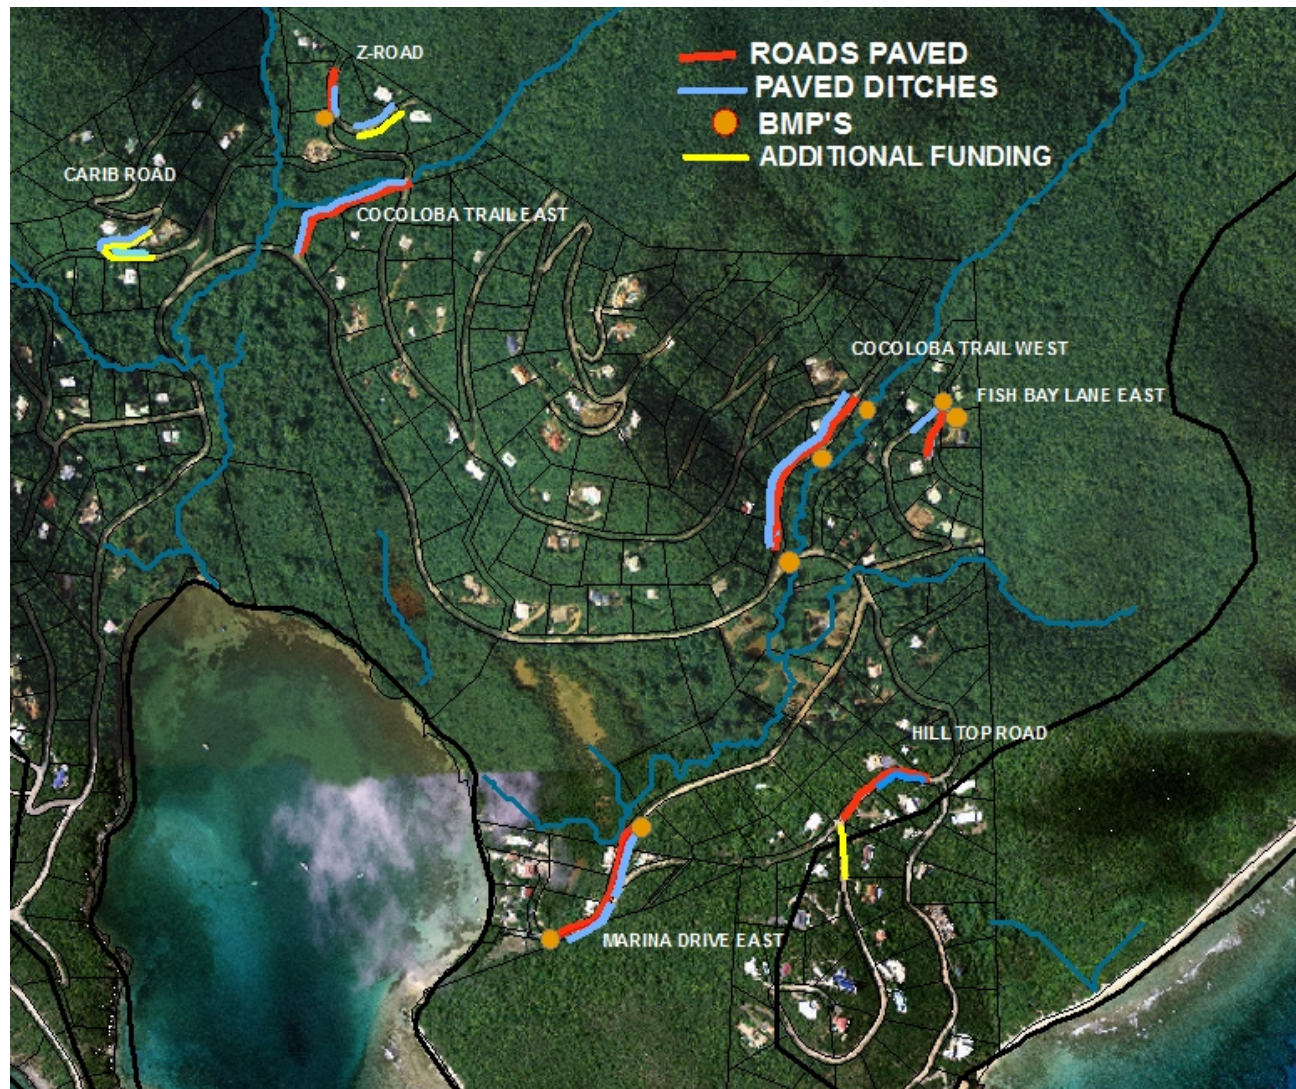 Z-ROAD
ROADS PAVED
PAVED DITCHES
BMP'S
ADDITIONAL FUNDING
CARIB ROAD
COCOLOBA TRAIL EAST
COCOLOBA TRAIL WEST
FISH BAY LANE EAST
HILL TOP ROAD
MARINA DRIVE EAST